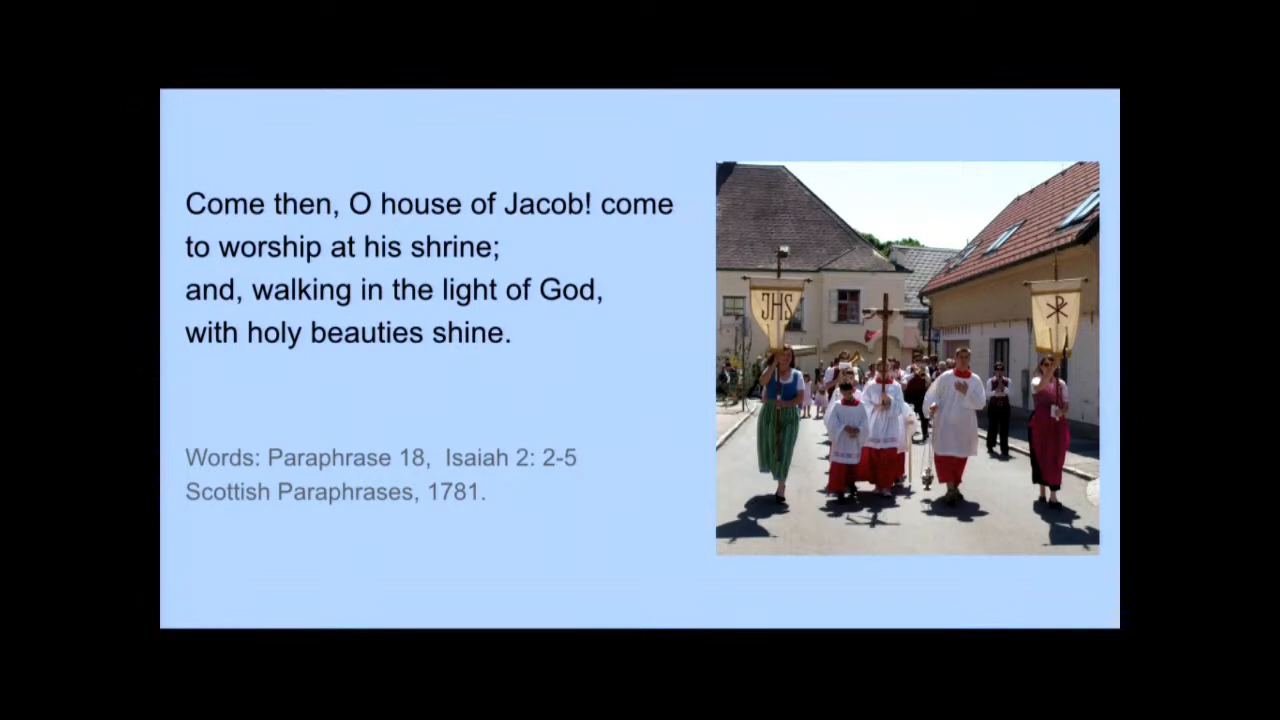 Come then, O house of Jacob! come
to worship at his shrine;
and, walking in the light of God,
with holy beauties shine.
Words: Paraphrase 18, Isaiah 2: 2-5
Scottish Paraphrases, 1781.
JHS